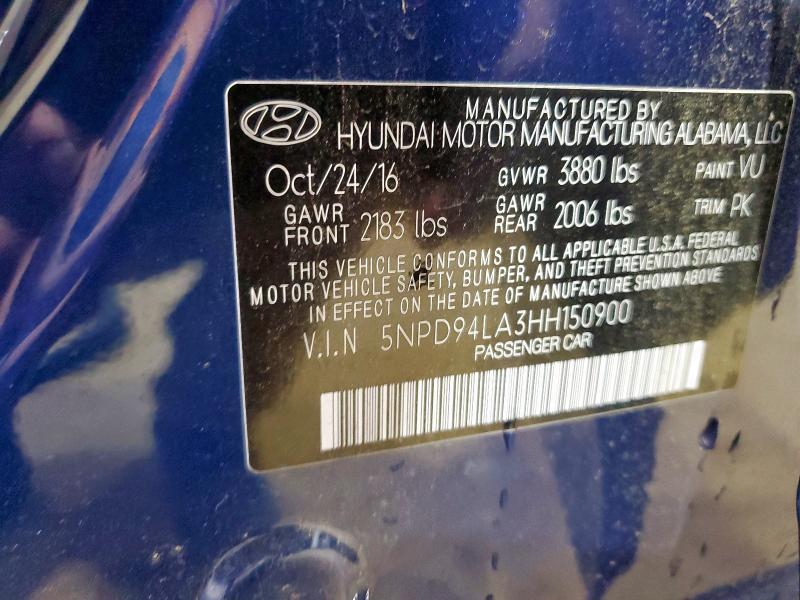 MANUFACTURED BY
HYUNDAI MOTOR MANUFACTURING ALABAMA, LLC
Oct/24/16 GVWR 3880 lbs PAINT VU
GAWR FRONT 2183 lbs GAWR REAR 2006 lbs TRIM PK
THIS VEHICLE CONFORMS TO ALL APPLICABLE U.S.A. FEDERAL
MOTOR VEHICLE SAFETY, BUMPER, AND THEFT PREVENTION STANDARDS
IN EFFECT ON THE DATE OF MANUFACTURE SHOWN ABOVE
V.I.N 5NPD94LA3HH150900
PASSENGER CAR